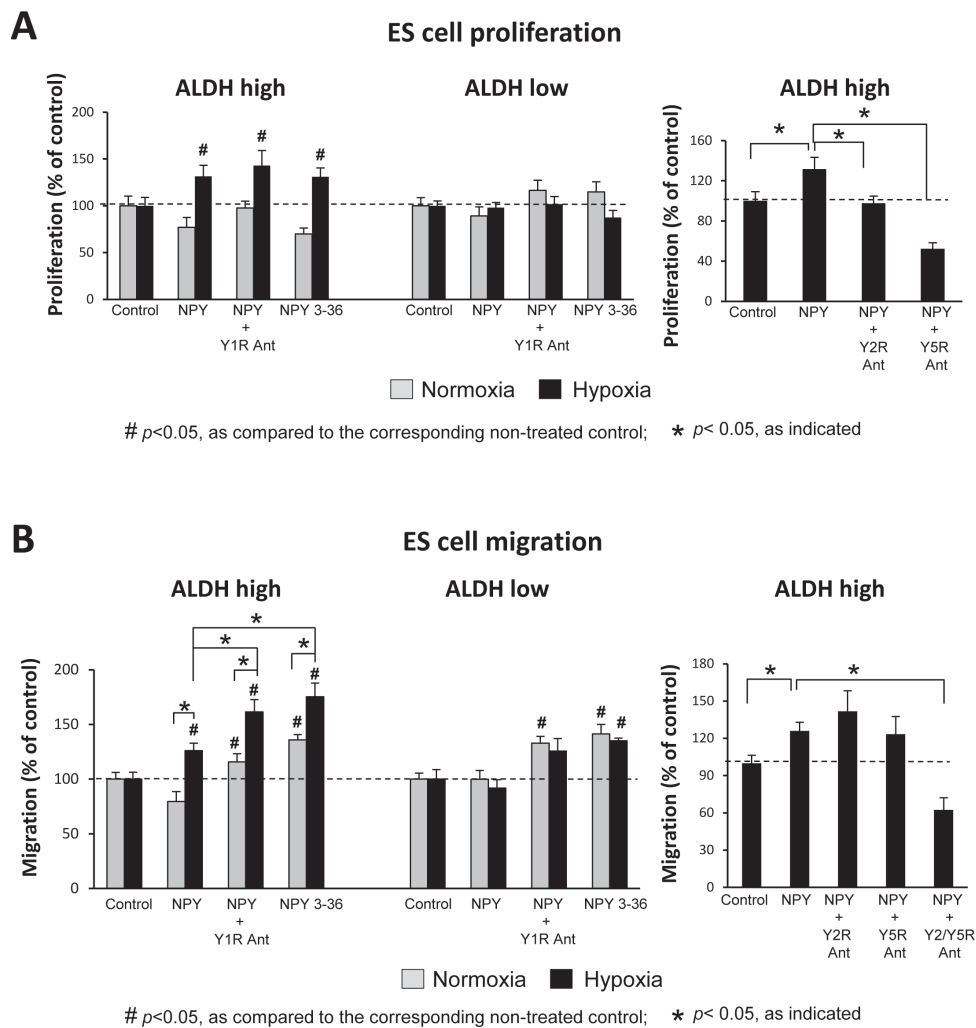 A
ES cell proliferation
ALDH high
ALDH low
ALDH high
Proliferation (% of control)
200
150
100
50
0
# # #
Control NPY NPY NPY 3-36
+
Y1R Ant
Control NPY NPY NPY 3-36
+
Y1R Ant
Proliferation (% of control)
160
120
80
40
0
* * *
Control NPY NPY NPY
+ +
Y2R Y5R
Ant Ant
Normoxia Hypoxia
# p<0.05, as compared to the corresponding non-treated control; * p< 0.05, as indicated
B
ES cell migration
ALDH high
ALDH low
ALDH high
Migration (% of control)
200
150
100
50
0
*
*
* *
* # # # # #
# # #
Control NPY NPY NPY 3-36
+
Y1R Ant
Control NPY NPY NPY 3-36
+
Y1R Ant
Migration (% of control)
180
150
120
90
60
30
0
* *
Control NPY NPY NPY NPY
+ + +
Y2R Y5R Y2/Y5R
Ant Ant Ant
Normoxia Hypoxia
# p<0.05, as compared to the corresponding non-treated control; * p< 0.05, as indicated